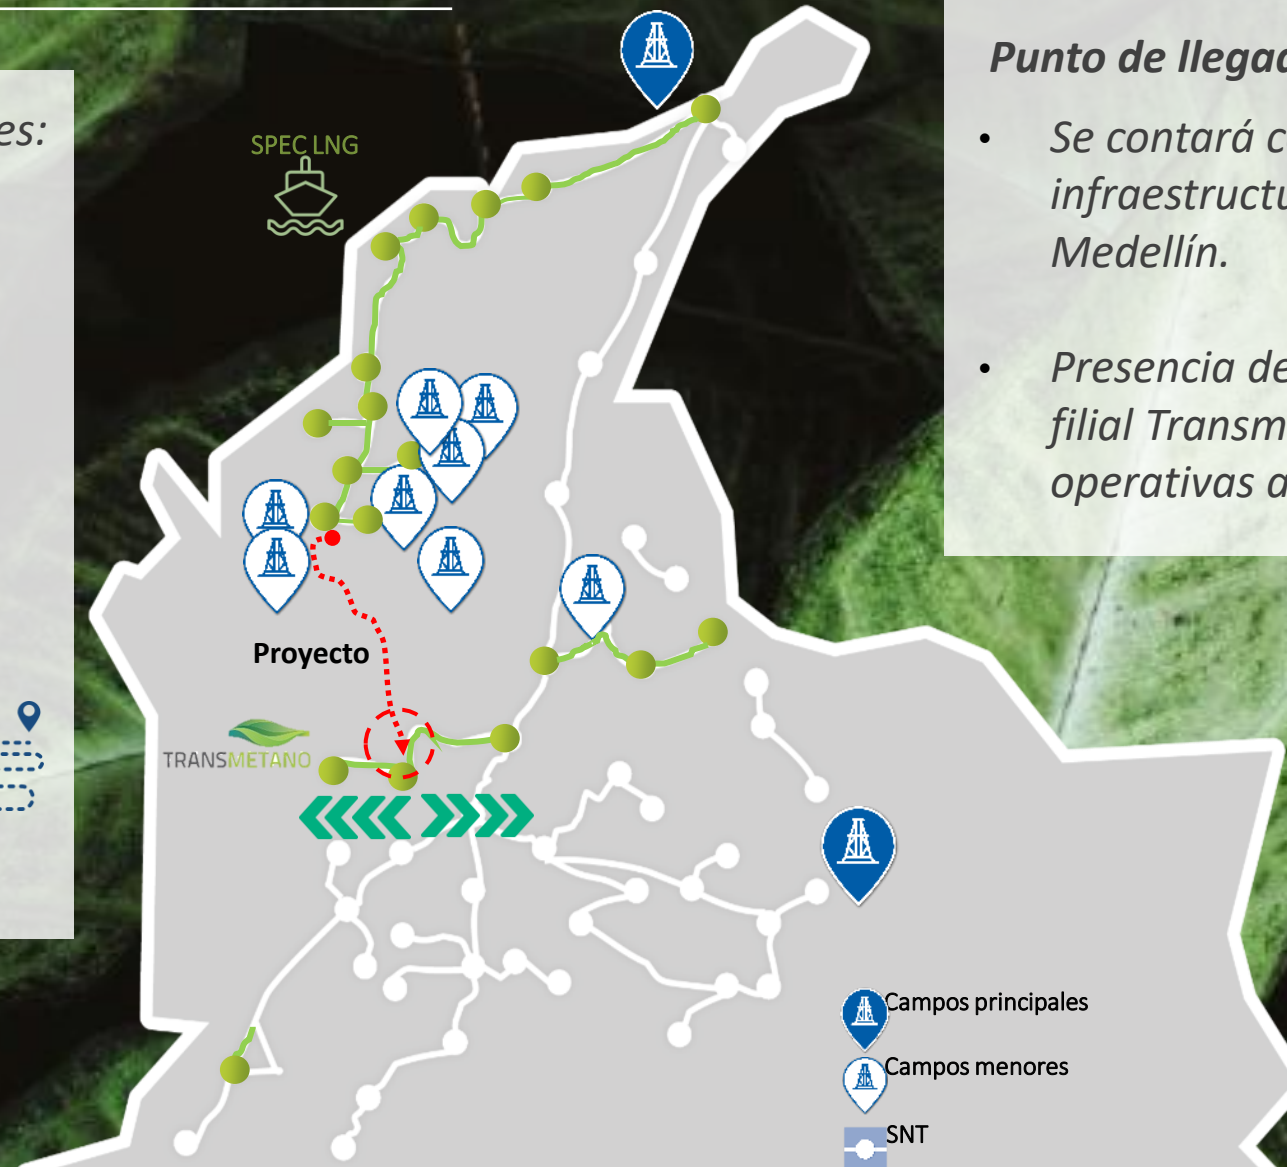 es:
SPEC LNG
Proyecto
TRANSMETANO
Campos principales
Campos menores
SNT
Punto de llegad
• Se contará c
infraestructu
Medellín.
• Presencia de
filial Transm
operativas a